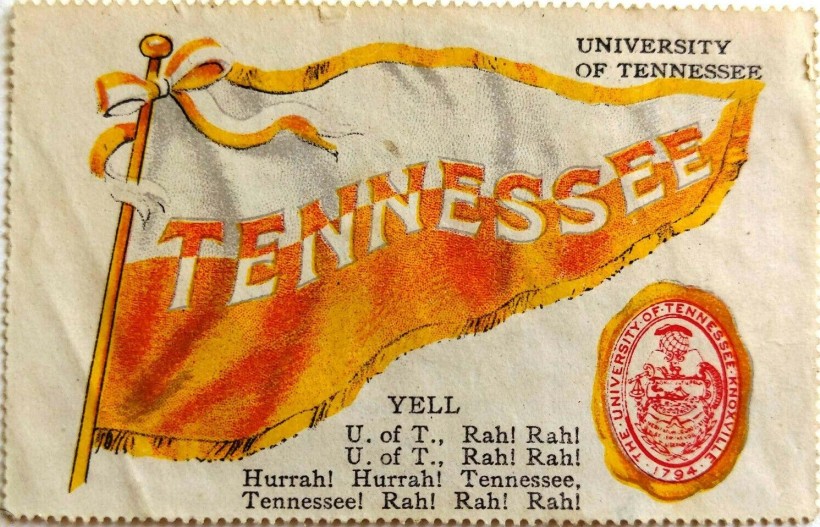 UNIVERSITY
OF TENNESSEE
TENNESSEE
THE UNIVERSITY·OF·TENNESSEE·KNOXVILLE·
1794·
YELL
U. of T., Rah! Rah!
U. of T., Rah! Rah!
Hurrah! Hurrah! Tennessee,
Tennessee! Rah! Rah! Rah!